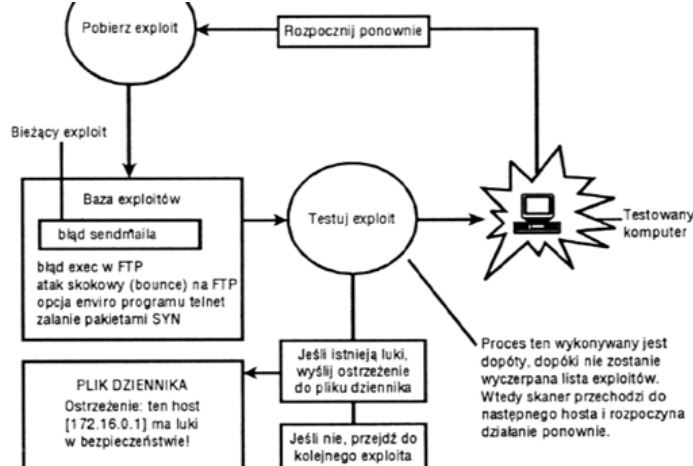 Pobierz exploit
Rozpocznij ponownie
Bieżący exploit
Baza exploitów
błąd sendmaila
błąd exec w FTP
atak skokowy (bounce) na FTP
opcja enviro programu telnet
zalanie pakietami SYN
Testuj exploit
Testowany
komputer
Jeśli istnieją luki,
wyślij ostrzeżenie
do pliku dziennika
Proces ten wykonywany jest
dopóty, dopóki nie zostanie
wyczerpana lista exploitów.
Wtedy skaner przechodzi do
następnego hosta i rozpoczyna
działanie ponownie.
PLIK DZIENNIKA
Ostrzeżenie: ten host
[172.16.0.1] ma luki
w bezpieczeństwie!
Jeśli nie, przejdź do
kolejnego exploita